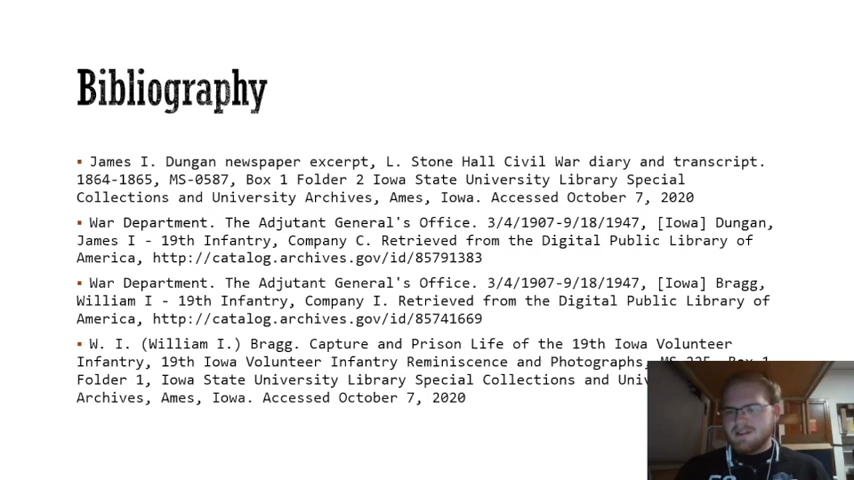 Bibliography
▪ James I. Dungan newspaper excerpt, L. Stone Hall Civil War diary and transcript.
1864-1865, MS-0587, Box 1 Folder 2 Iowa State University Library Special
Collections and University Archives, Ames, Iowa. Accessed October 7, 2020
▪ War Department. The Adjutant General's Office. 3/4/1907-9/18/1947, [Iowa] Dungan,
James I - 19th Infantry, Company C. Retrieved from the Digital Public Library of
America, http://catalog.archives.gov/id/85791383
▪ War Department. The Adjutant General's Office. 3/4/1907-9/18/1947, [Iowa] Bragg,
William I - 19th Infantry, Company I. Retrieved from the Digital Public Library of
America, http://catalog.archives.gov/id/85741669
▪ W. I. (William I.) Bragg. Capture and Prison Life of the 19th Iowa Volunteer
Infantry, 19th Iowa Volunteer Infantry Reminiscence and Photographs, Box 1
Folder 1, Iowa State University Library Special Collections and
Archives, Ames, Iowa. Accessed October 7, 2020